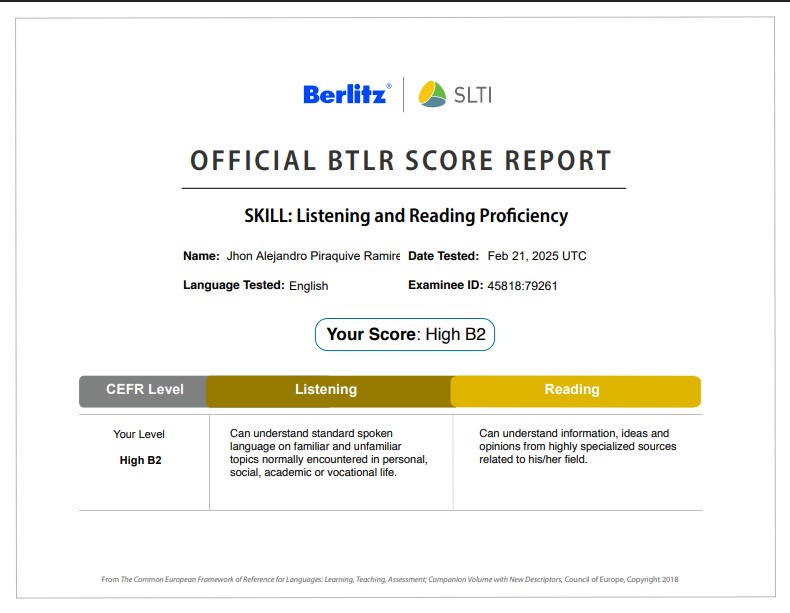 Berlitz® SLTI
OFFICIAL BTLR SCORE REPORT
SKILL: Listening and Reading Proficiency
Name: Jhon Alejandro Piraquive Ramire Date Tested: Feb 21, 2025 UTC
Language Tested: English Examinee ID: 45818:79261
Your Score: High B2
CEFR Level Listening Reading
Your Level
High B2
Can understand standard spoken
language on familiar and unfamiliar
topics normally encountered in personal,
social, academic or vocational life.
Can understand information, ideas and
opinions from highly specialized sources
related to his/her field.
From The Common European Framework of Reference for Languages: Learning, Teaching, Assessment; Companion Volume with New Descriptors, Council of Europe, Copyright 2018